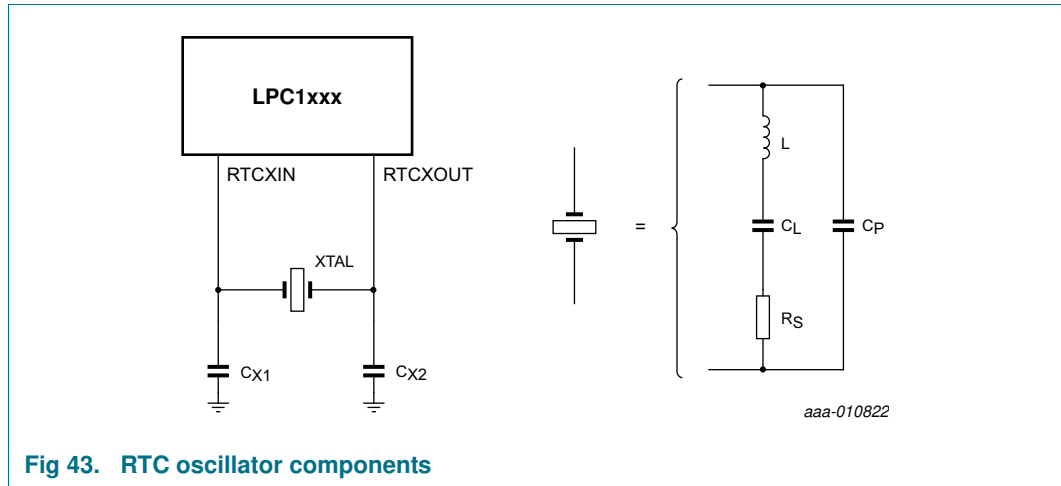 LPC1xxx
RTCXIN RTCXOUT
XTAL
CX1 CX2
=
L
CL CP
RS
aaa-010822
Fig 43. RTC oscillator components